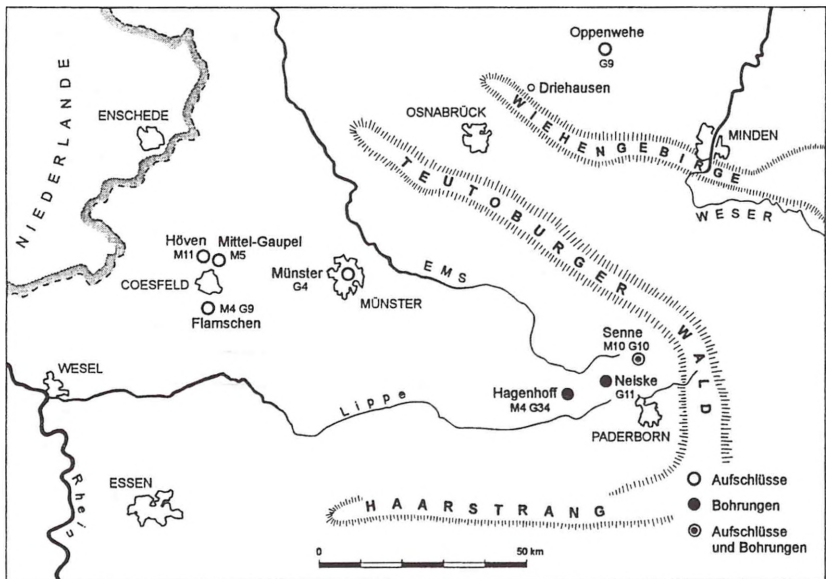 Oppenwehe
G9
Driehausen
NIEDERLANDE
ENSCHEDE
OSNABRÜCK
WIEHENGEBIRGE
MINDEN
TEUTOBURGER WALD
WESER
Höven
M11
Mittel-Gaupel
M5
COESFELD
Münster
G4
MÜNSTER
EMS
M4 G9
Flamschen
Senne
M10 G10
WESEL
Neiske
G11
Hagenhoff
M4 G34
Lippe
PADERBORN
ESSEN
Rhein
HAARSTRANG
Aufschlüsse
Bohrungen
Aufschlüsse
und Bohrungen
0 50 km